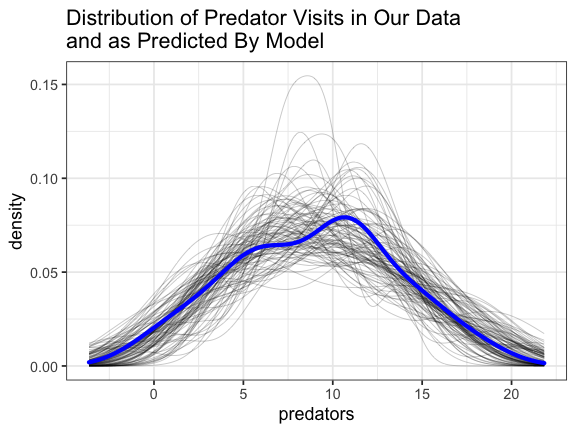 Distribution of Predator Visits in Our Data
and as Predicted By Model
0.15
0.10
0.05
0.00
density
0
5
10
15
20
predators